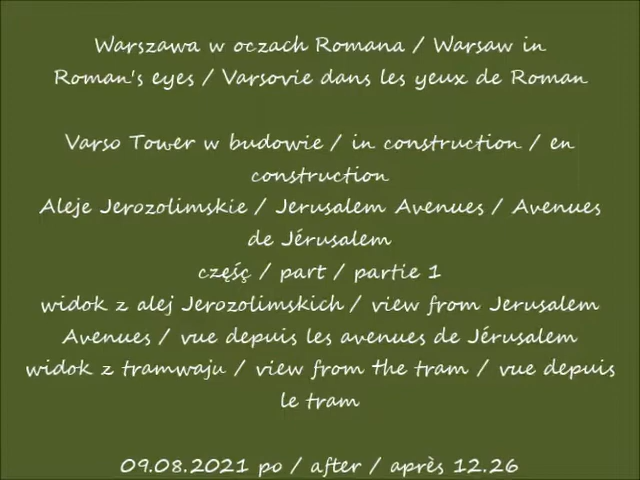 Warszawa w oczach Romana / Warsaw in
Roman's eyes / Varsovie dans les yeux de Roman
Varso Tower w budowie / in construction / en
construction
Aleje Jerozolimskie / Jerusalem Avenues / Avenues
de Jérusalem
częśç / part / partie 1
widok z alej Jerozolimskich / view from Jerusalem
Avenues / vue depuis les avenues de Jérusalem
widok z tramwaju / view from the tram / vue depuis
le tram
09.08.2021 po / after / après 12.26